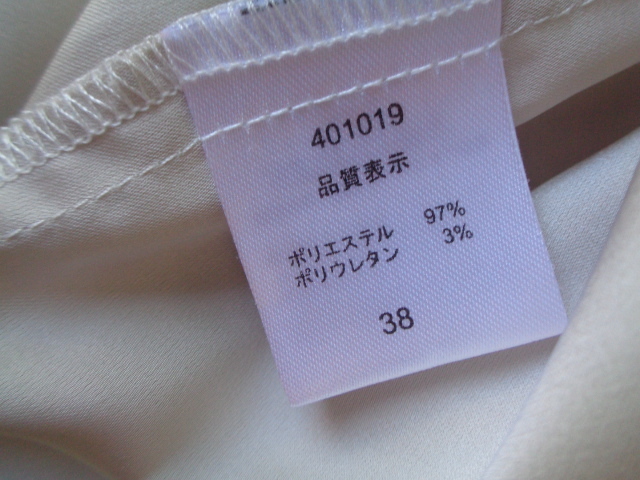 401019
品質表示
ポリエステル 97%
ポリウレタン 3%
38